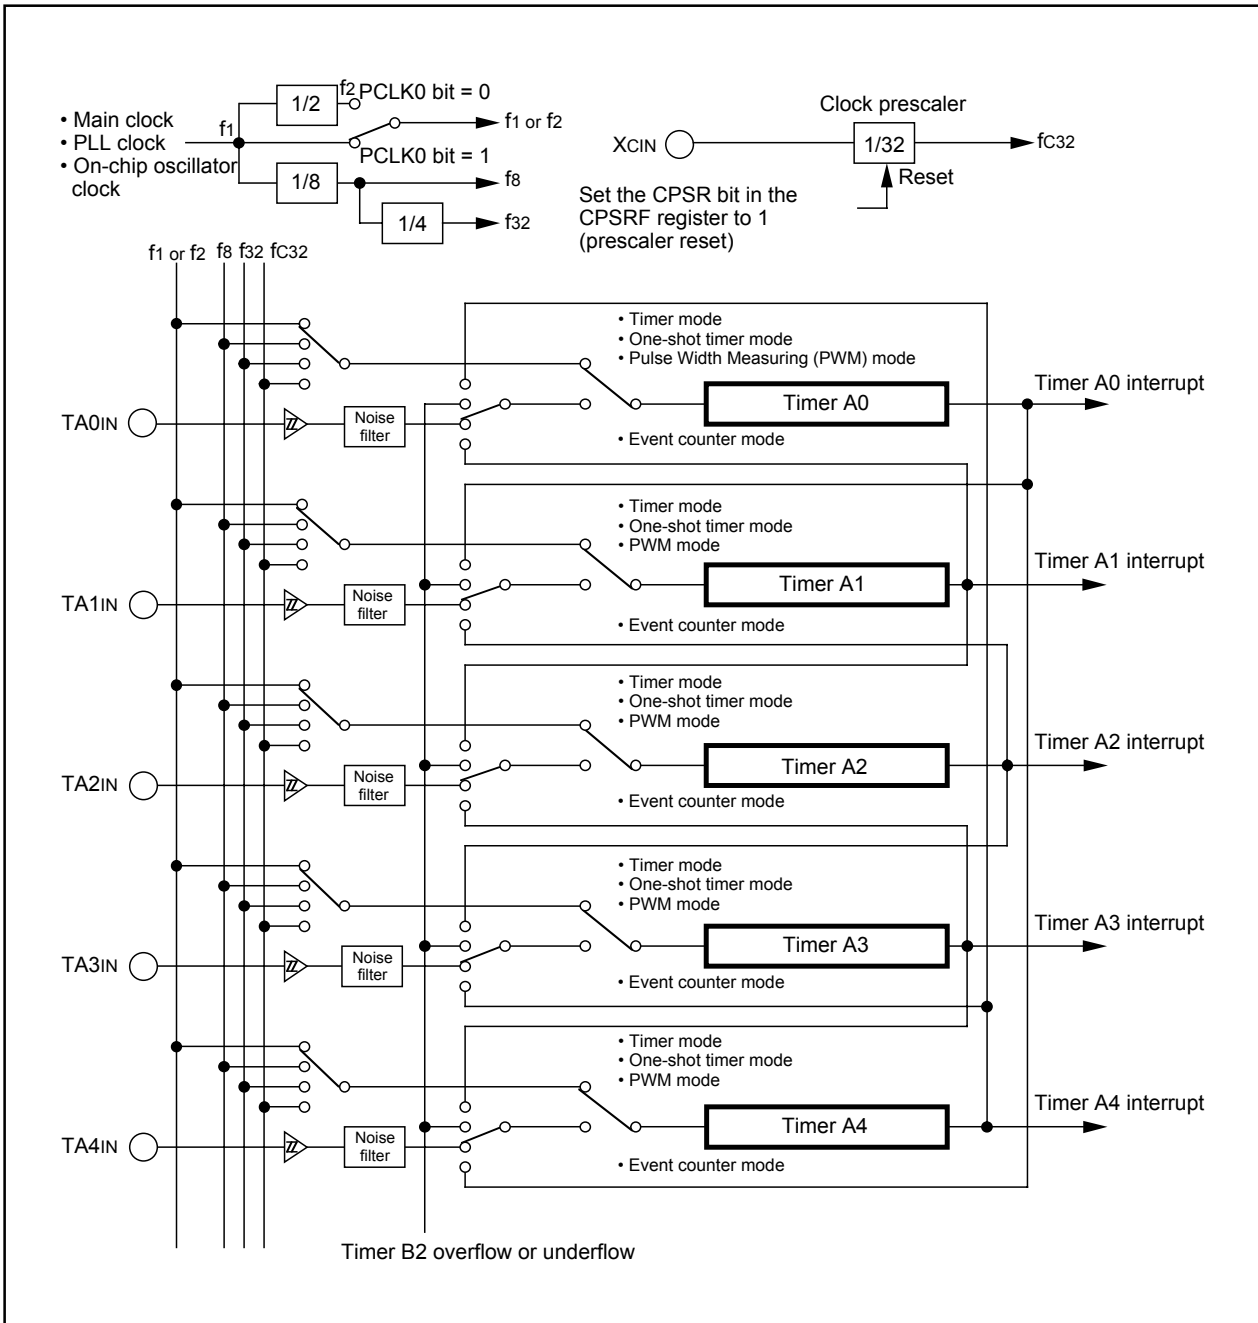 f2 PCLK0 bit = 0
1/2
• Main clock
• PLL clock
• On-chip oscillator
clock
f1
f1 or f2
PCLK0 bit = 1
1/8
f8
1/4
f32
Clock prescaler
XCIN
1/32
fC32
Reset
Set the CPSR bit in the
CPSRF register to 1
(prescaler reset)
f1 or f2 f8 f32 fC32
• Timer mode
• One-shot timer mode
• Pulse Width Measuring (PWM) mode
Timer A0 interrupt
Timer A0
TA0IN
Noise
filter
• Event counter mode
• Timer mode
• One-shot timer mode
• PWM mode
Timer A1 interrupt
Timer A1
TA1IN
Noise
filter
• Event counter mode
• Timer mode
• One-shot timer mode
• PWM mode
Timer A2 interrupt
Timer A2
TA2IN
Noise
filter
• Event counter mode
• Timer mode
• One-shot timer mode
• PWM mode
Timer A3 interrupt
Timer A3
TA3IN
Noise
filter
• Event counter mode
• Timer mode
• One-shot timer mode
• PWM mode
Timer A4 interrupt
Timer A4
TA4IN
Noise
filter
• Event counter mode
Timer B2 overflow or underflow